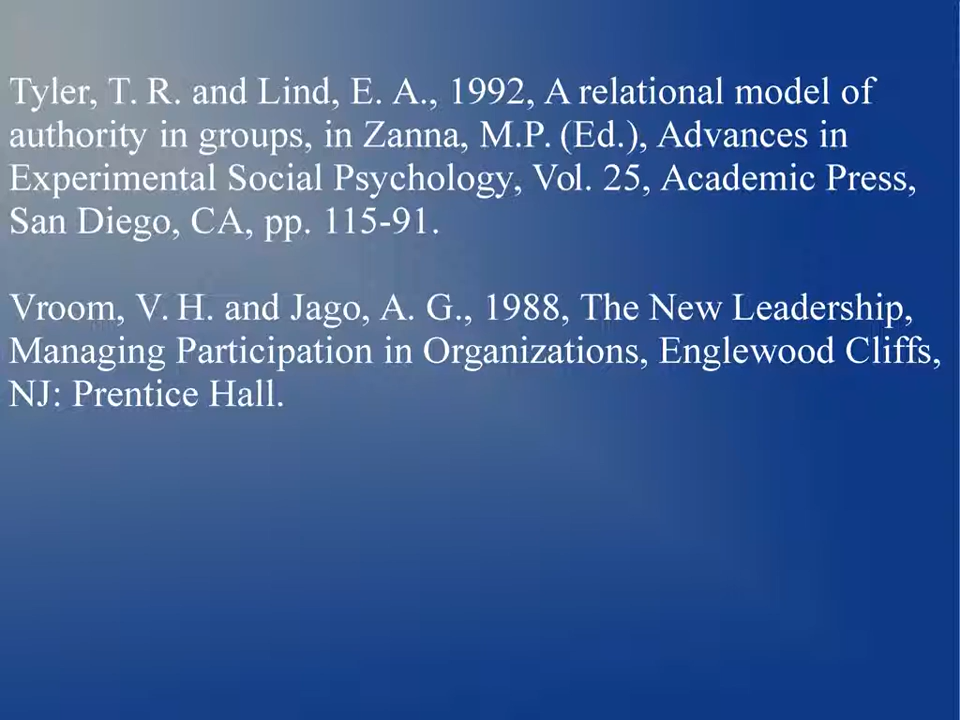 Tyler, T. R. and Lind, E. A., 1992, A relational model of
authority in groups, in Zanna, M.P. (Ed.), Advances in
Experimental Social Psychology, Vol. 25, Academic Press,
San Diego, CA, pp. 115-91.
Vroom, V. H. and Jago, A. G., 1988, The New Leadership,
Managing Participation in Organizations, Englewood Cliffs,
NJ: Prentice Hall.